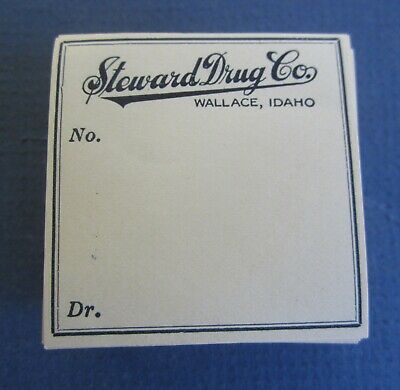 Steward Drug Co.
WALLACE, IDAHO
No.
Dr.